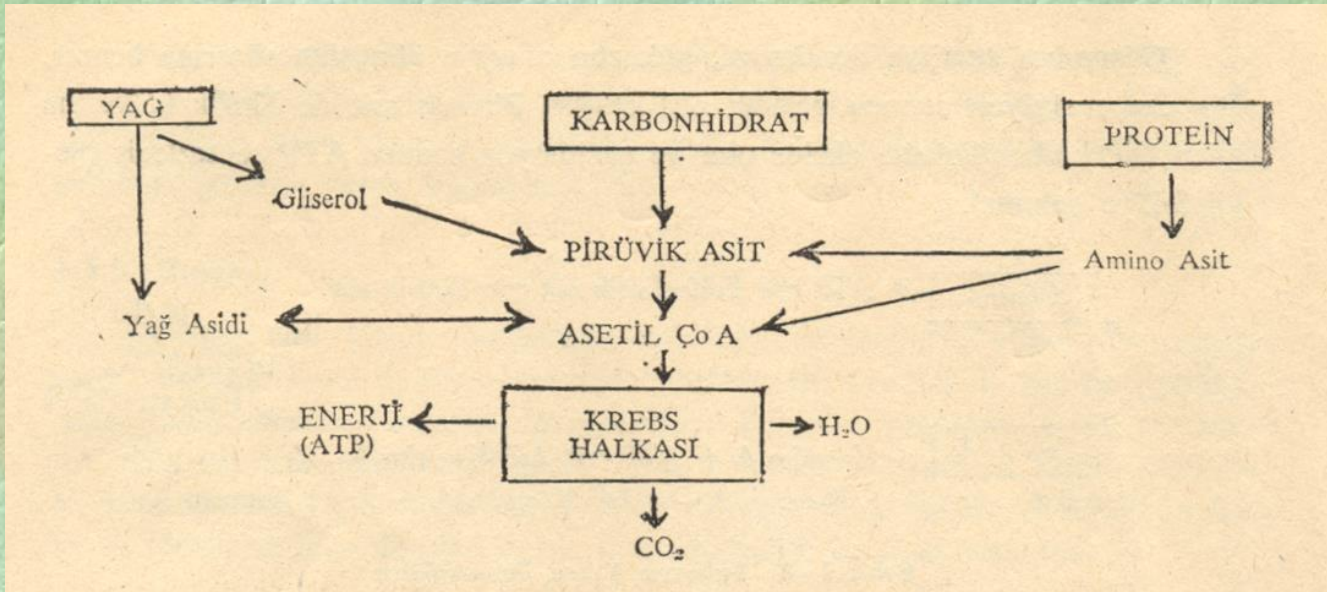 YAĞ
KARBONHİDRAT
PROTEİN
Gliserol
PİRÜVİK ASİT
Amino Asit
Yağ Asidi
ASETİL ÇoA
ENERJİ
(ATP)
KREBS
HALKASI
H₂O
CO₂